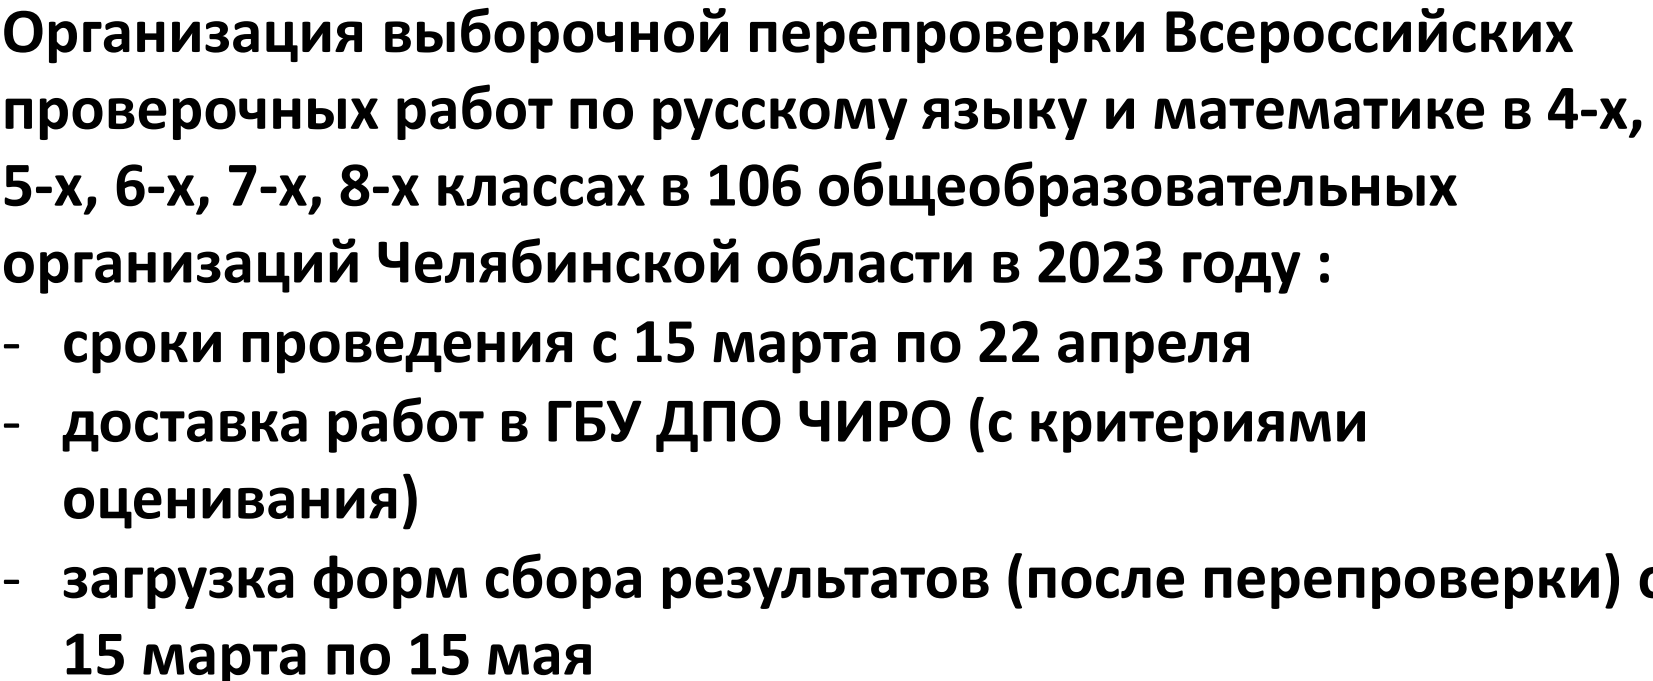 Организация выборочной перепроверки Всероссийских
проверочных работ по русскому языку и математике в 4-х,
5-х, 6-х, 7-х, 8-х классах в 106 общеобразовательных
организаций Челябинской области в 2023 году :
- сроки проведения с 15 марта по 22 апреля
- доставка работ в ГБУ ДПО ЧИРО (с критериями
оценивания)
- загрузка форм сбора результатов (после перепроверки) с
15 марта по 15 мая